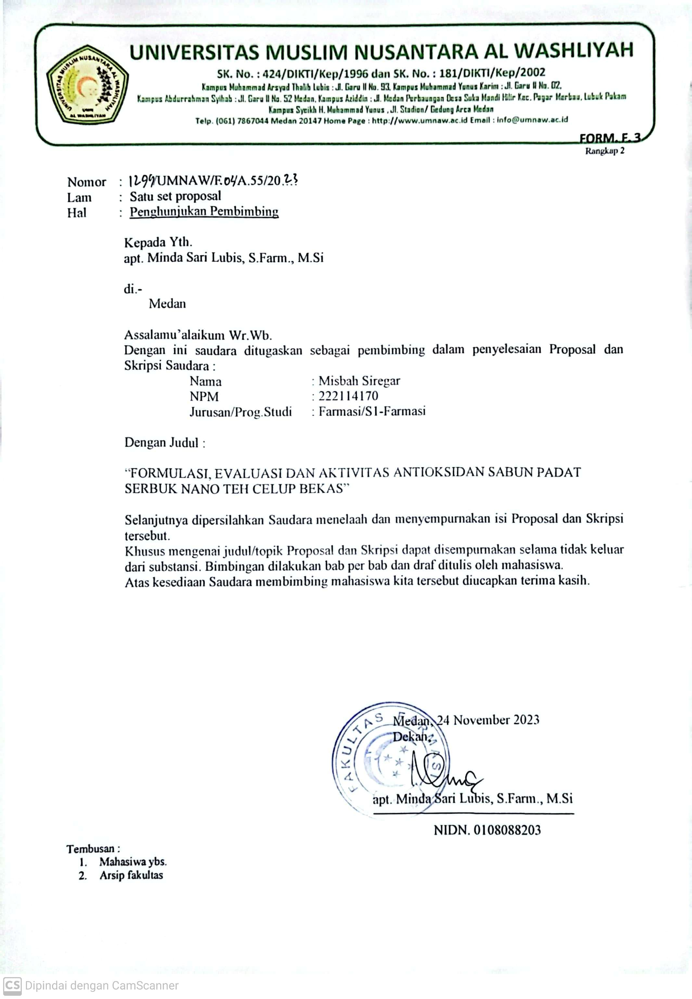 UNIVERSITAS MUSLIM NUSANTARA AL WASHLIYAH
SK. No. : 424/DIKTI/Kep/1996 dan SK. No. : 181/DIKTI/Kep/2002
Kampus Muhammad Arsyad Thalib Lubis : Jl. Garu II No. 93, Kampus Muhammad Yunus Karim : Jl. Garu II No. 02,
Kampus Abdurrahman Syihab : Jl. Garu II No. 52 Medan, Kampus Aziddin : Jl. Medan Perbaungan Desa Suka Mandi Hilir Kec. Pagar Merbau, Lubuk Pakam
Kampus Syeikh H. Muhammad Yunus , Jl. Stadion/ Gedung Arca Medan
Telp. (061) 7867044 Medan 20147 Home Page : http://www.umnaw.ac.id Email : info@umnaw.ac.id
UNIVERSITAS MUSLIM NUSANTARA AL WASHLIYAH
UMN
AL WASHLIYAH
FORM. F. 3
Rangkap 2
Nomor : 1299/UMNAW/F.04/A.55/20.23
Lam : Satu set proposal
Hal : Penghunjukan Pembimbing
Kepada Yth.
apt. Minda Sari Lubis, S.Farm., M.Si
di.-
Medan
Assalamu’alaikum Wr.Wb.
Dengan ini saudara ditugaskan sebagai pembimbing dalam penyelesaian Proposal dan
Skripsi Saudara :
Nama : Misbah Siregar
NPM : 222114170
Jurusan/Prog.Studi : Farmasi/S1-Farmasi
Dengan Judul :
“FORMULASI, EVALUASI DAN AKTIVITAS ANTIOKSIDAN SABUN PADAT
SERBUK NANO TEH CELUP BEKAS”
Selanjutnya dipersilahkan Saudara menelaah dan menyempurnakan isi Proposal dan Skripsi
tersebut.
Khusus mengenai judul/topik Proposal dan Skripsi dapat disempurnakan selama tidak keluar
dari substansi. Bimbingan dilakukan bab per bab dan draf ditulis oleh mahasiswa.
Atas kesediaan Saudara membimbing mahasiswa kita tersebut diucapkan terima kasih.
Medan, 24 November 2023
Dekan,
FAKULTAS FARMASI
apt. Minda Sari Lubis, S.Farm., M.Si
NIDN. 0108088203
Tembusan :
1. Mahasiwa ybs.
2. Arsip fakultas
CS Dipindai dengan CamScanner